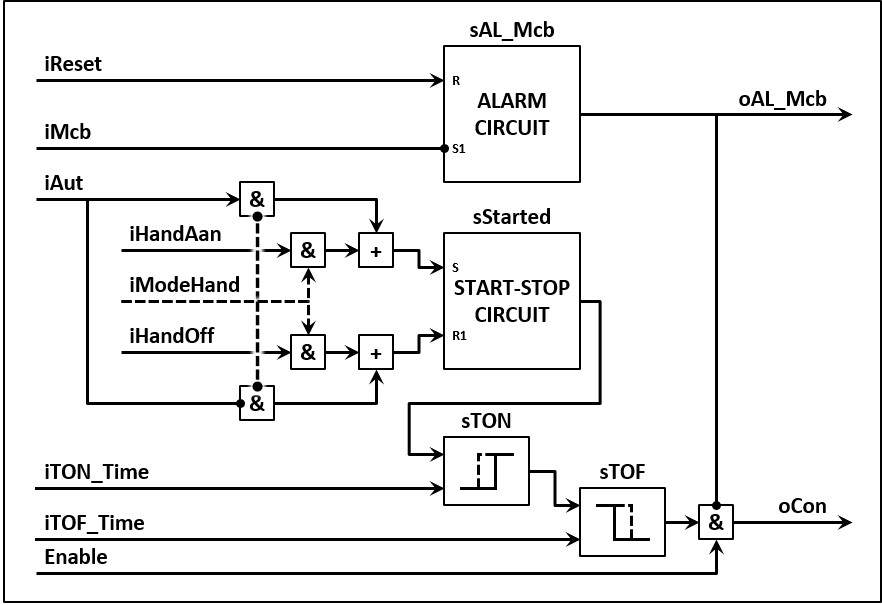 sAL_Mcb
iReset
R
ALARM
CIRCUIT
oAL_Mcb
iMcb
S1
iAut
&
sStarted
iHandAan
&
+
S
iModeHand
START-STOP
CIRCUIT
iHandOff
R1
&
+
&
sTON
iTON_Time
sTOF
iTOF_Time
&
oCon
Enable